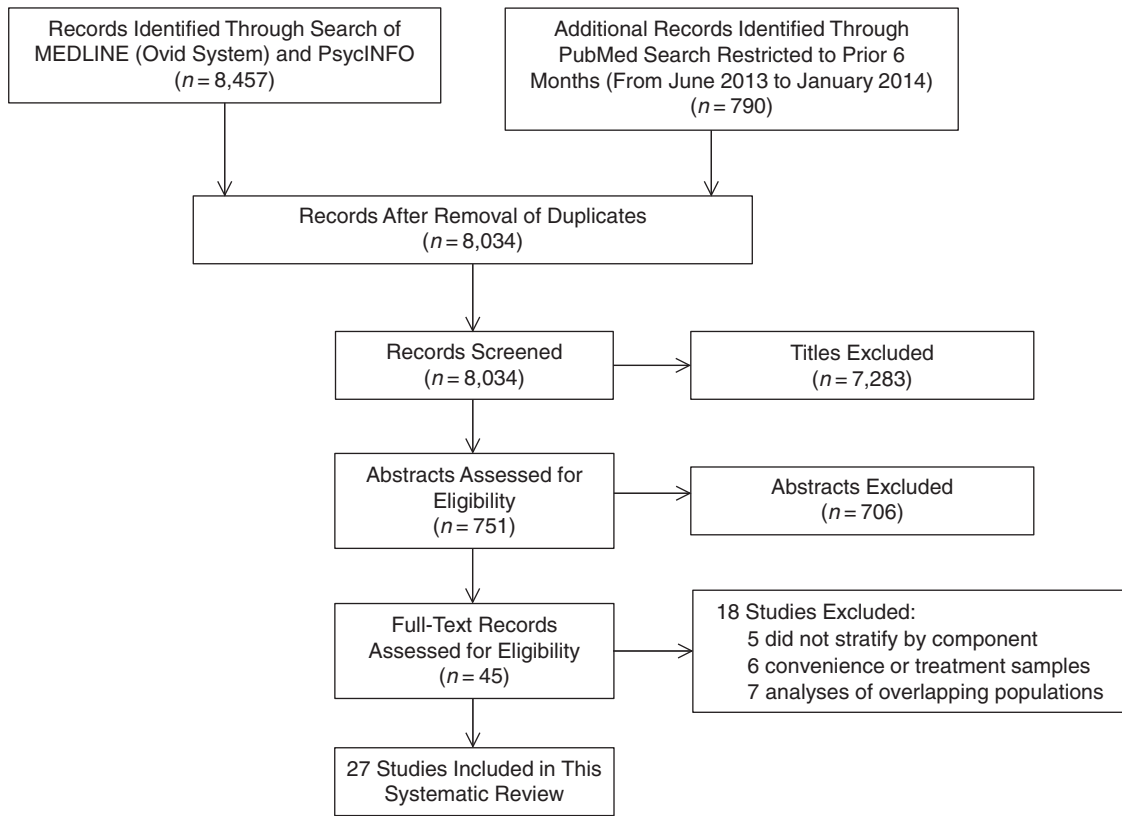 Records Identified Through Search of
MEDLINE (Ovid System) and PsycINFO
(n = 8,457)
Additional Records Identified Through
PubMed Search Restricted to Prior 6
Months (From June 2013 to January 2014)
(n = 790)
Records After Removal of Duplicates
(n = 8,034)
Records Screened
(n = 8,034)
Titles Excluded
(n = 7,283)
Abstracts Assessed for
Eligibility
(n = 751)
Abstracts Excluded
(n = 706)
Full-Text Records
Assessed for Eligibility
(n = 45)
18 Studies Excluded:
5 did not stratify by component
6 convenience or treatment samples
7 analyses of overlapping populations
27 Studies Included in This
Systematic Review